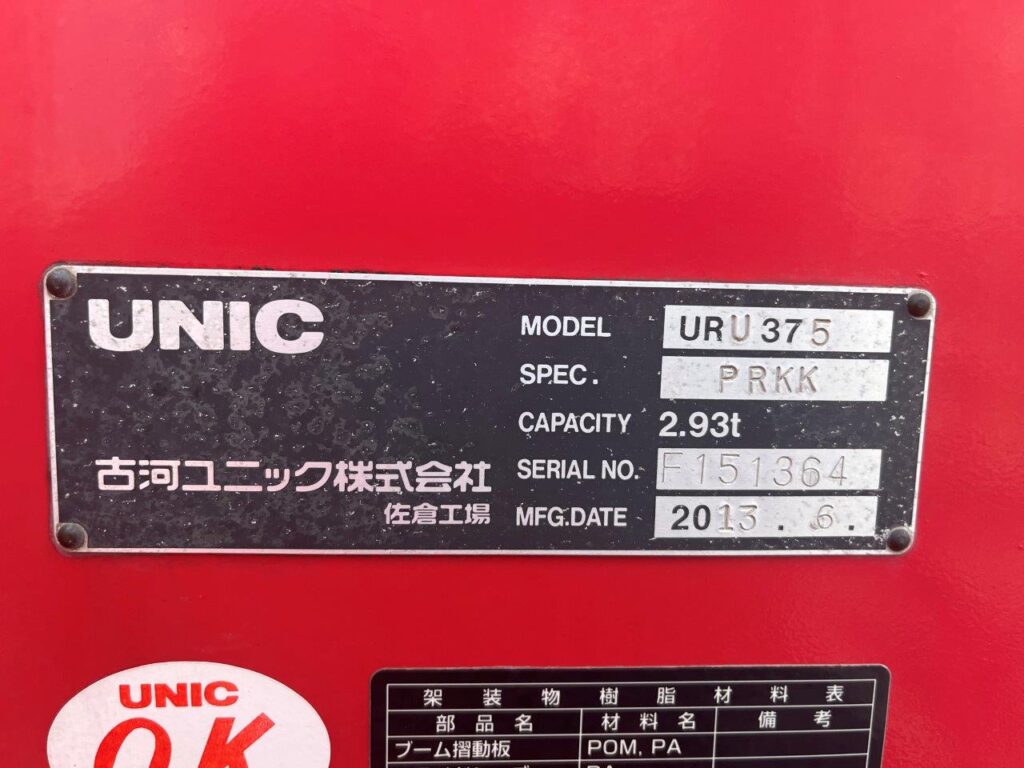 UNIC
MODEL URU375
SPEC. PRKK
CAPACITY 2.93t
SERIAL NO. F151364
MFG.DATE 2013.6.
古河ユニック株式会社
佐倉工場
UNIC
OK
架装物樹脂材料表
部品名 材料名 備考
ブーム摺動板 POM, PA